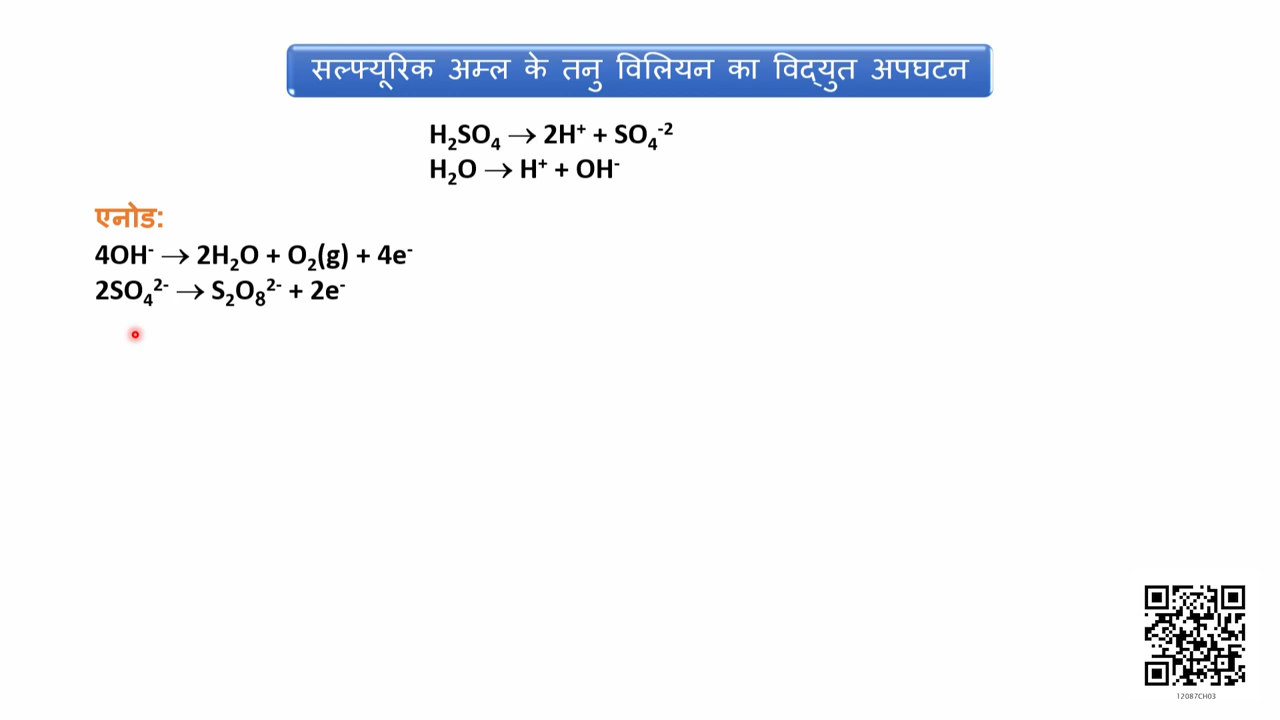 सल्फ्यूरिक अम्ल के तनु विलियन का विद्युत अपघटन
H₂SO₄ → 2H⁺ + SO₄⁻²
H₂O → H⁺ + OH⁻
एनोड:
4OH⁻ → 2H₂O + O₂(g) + 4e⁻
2SO₄²⁻ → S₂O₈²⁻ + 2e⁻
12087CH03